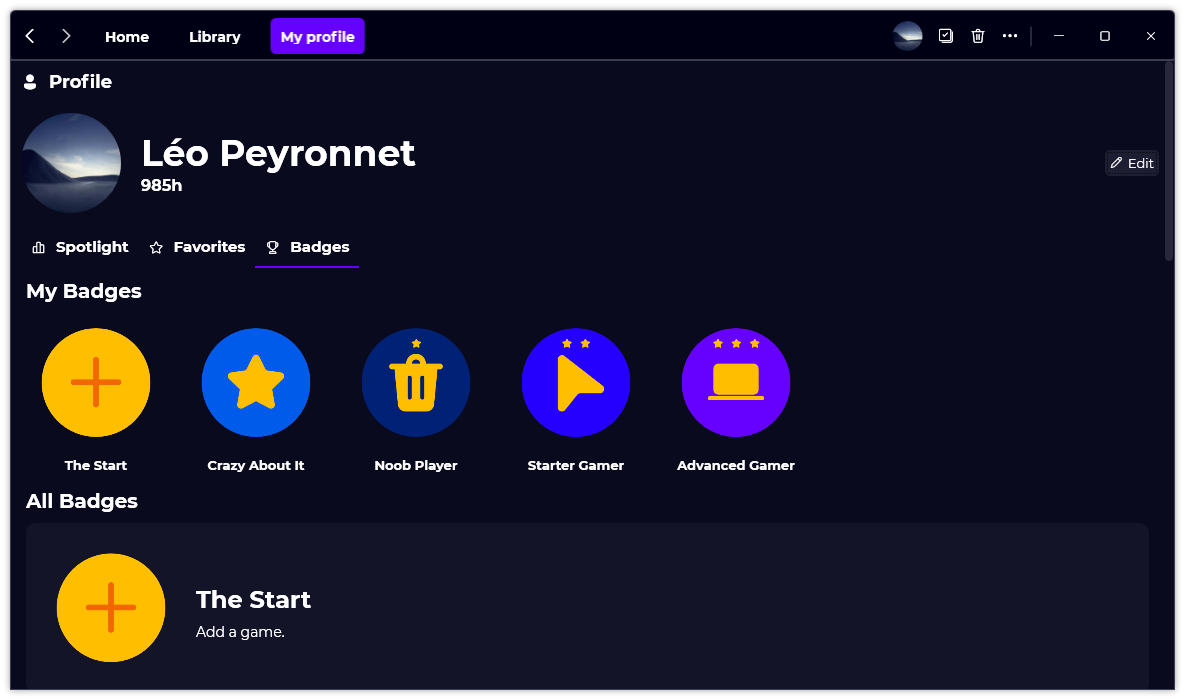 Home Library My profile
Profile
Léo Peyronnet
985h
Edit
Spotlight Favorites Badges
My Badges
The Start Crazy About It Noob Player Starter Gamer Advanced Gamer
All Badges
The Start
Add a game.